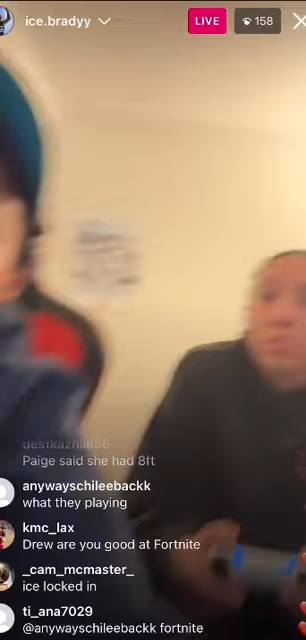 ice.bradyy
LIVE
158
Paige said she had 8ft
anywayschileebackk
what they playing
kmc_lax
Drew are you good at Fortnite
_cam_mcmaster_
ice locked in
ti_ana7029
@anywayschileebackk fortnite